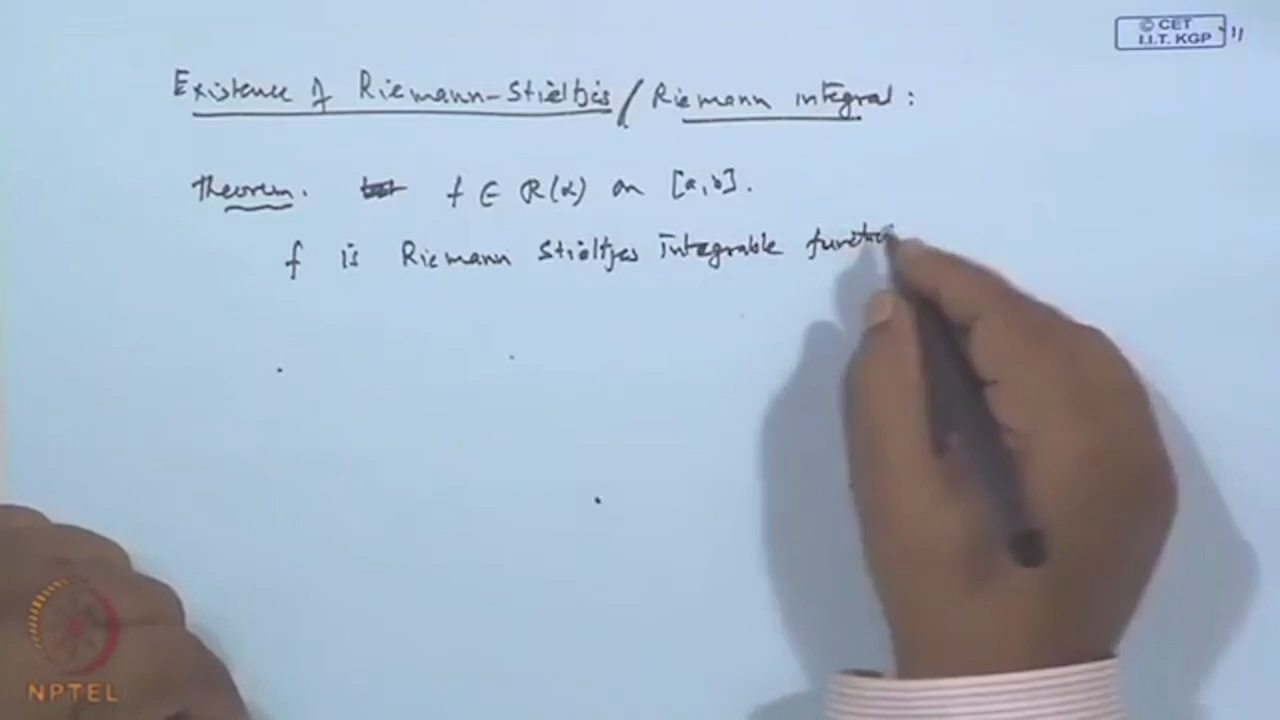 © CET
I.I.T. KGP
Existence of Riemann-Stieltjes / Riemann integral :
Theorem. f ∈ R(α) on [a,b].
f is Riemann Stieltjes Integrable
NPTEL